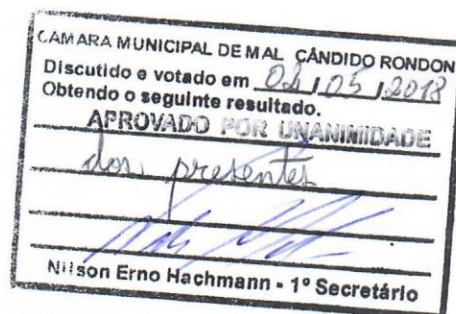 CÂMARA MUNICIPAL DE MAL CÂNDIDO RONDON
Discutido e votado em 02 / 05 / 2018
Obtendo o seguinte resultado.
APROVADO POR UNANIMIDADE
dos presentes
Nilson Erno Hachmann - 1º Secretário